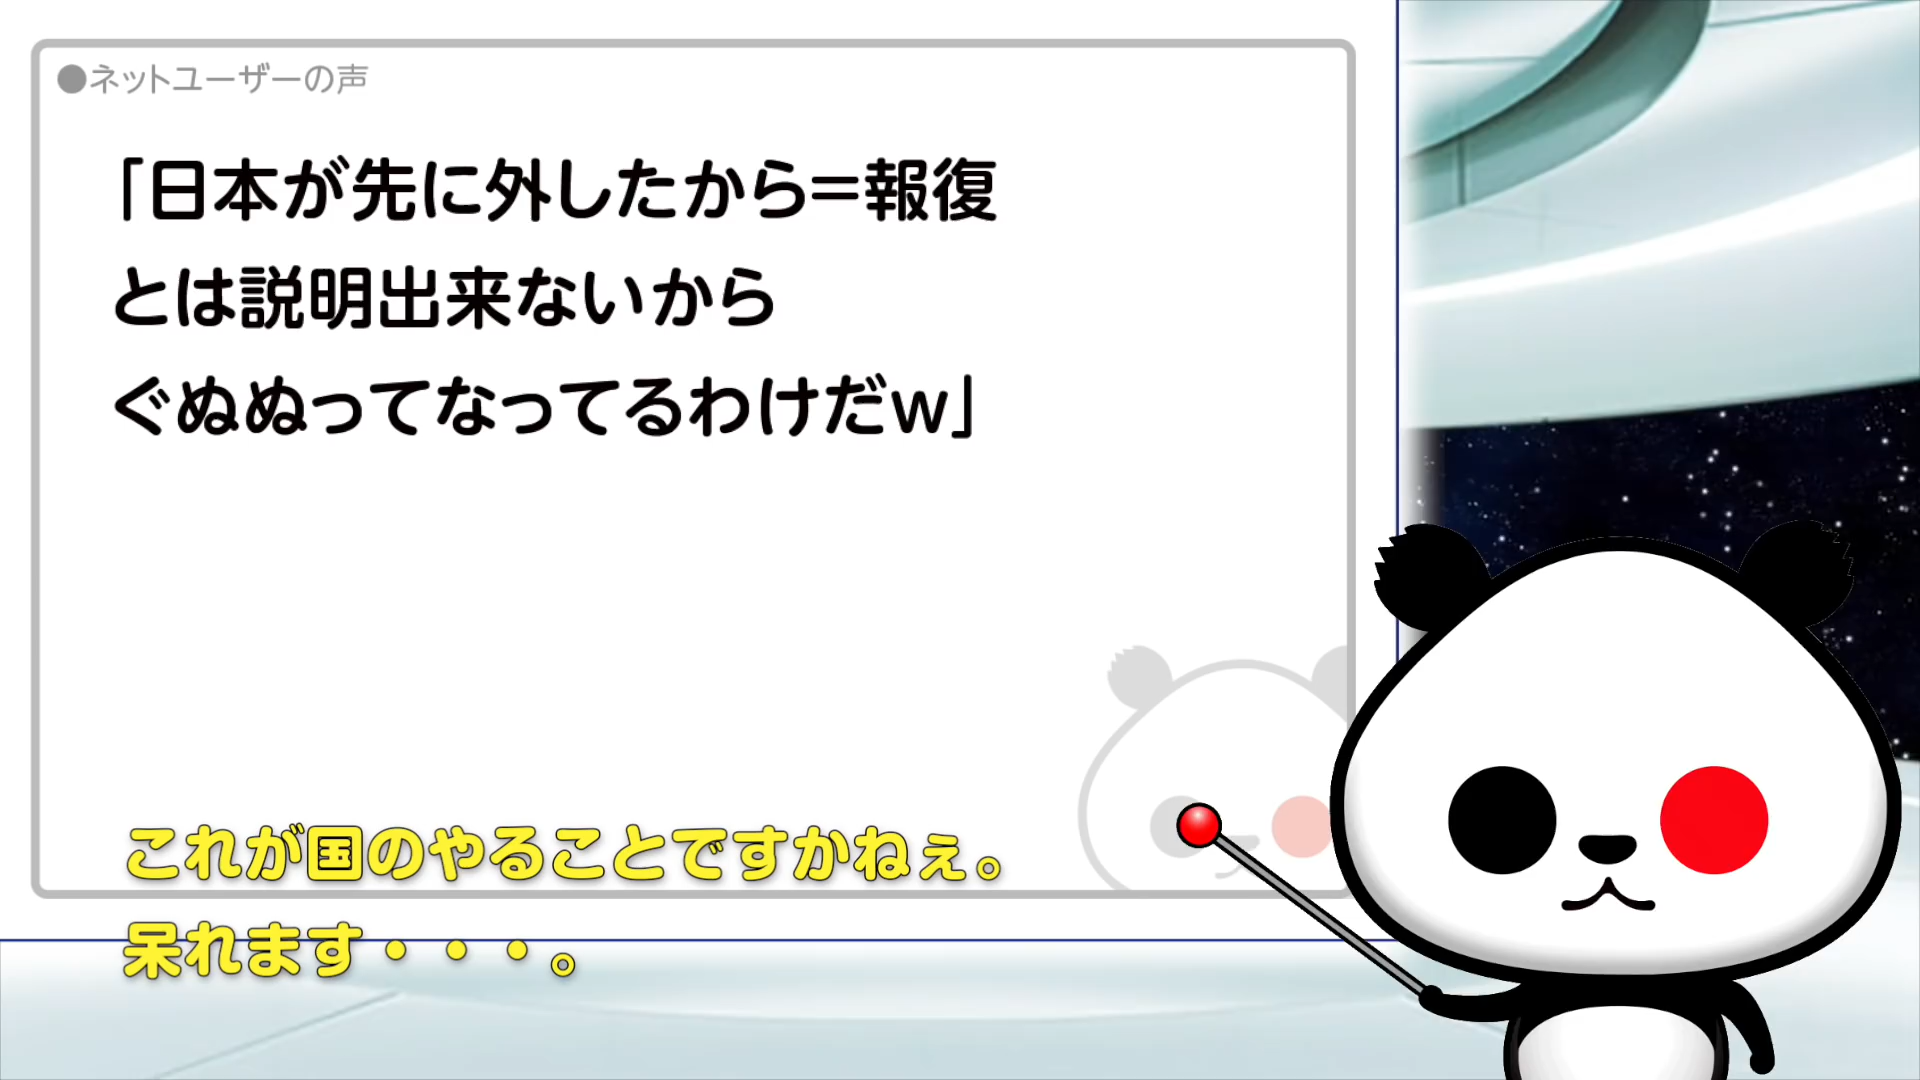 ●ネットユーザーの声
「日本が先に外したから=報復
とは説明出来ないから
ぐぬぬってなってるわけだw」
これが国のやることですかねぇ。
呆れます・・・。